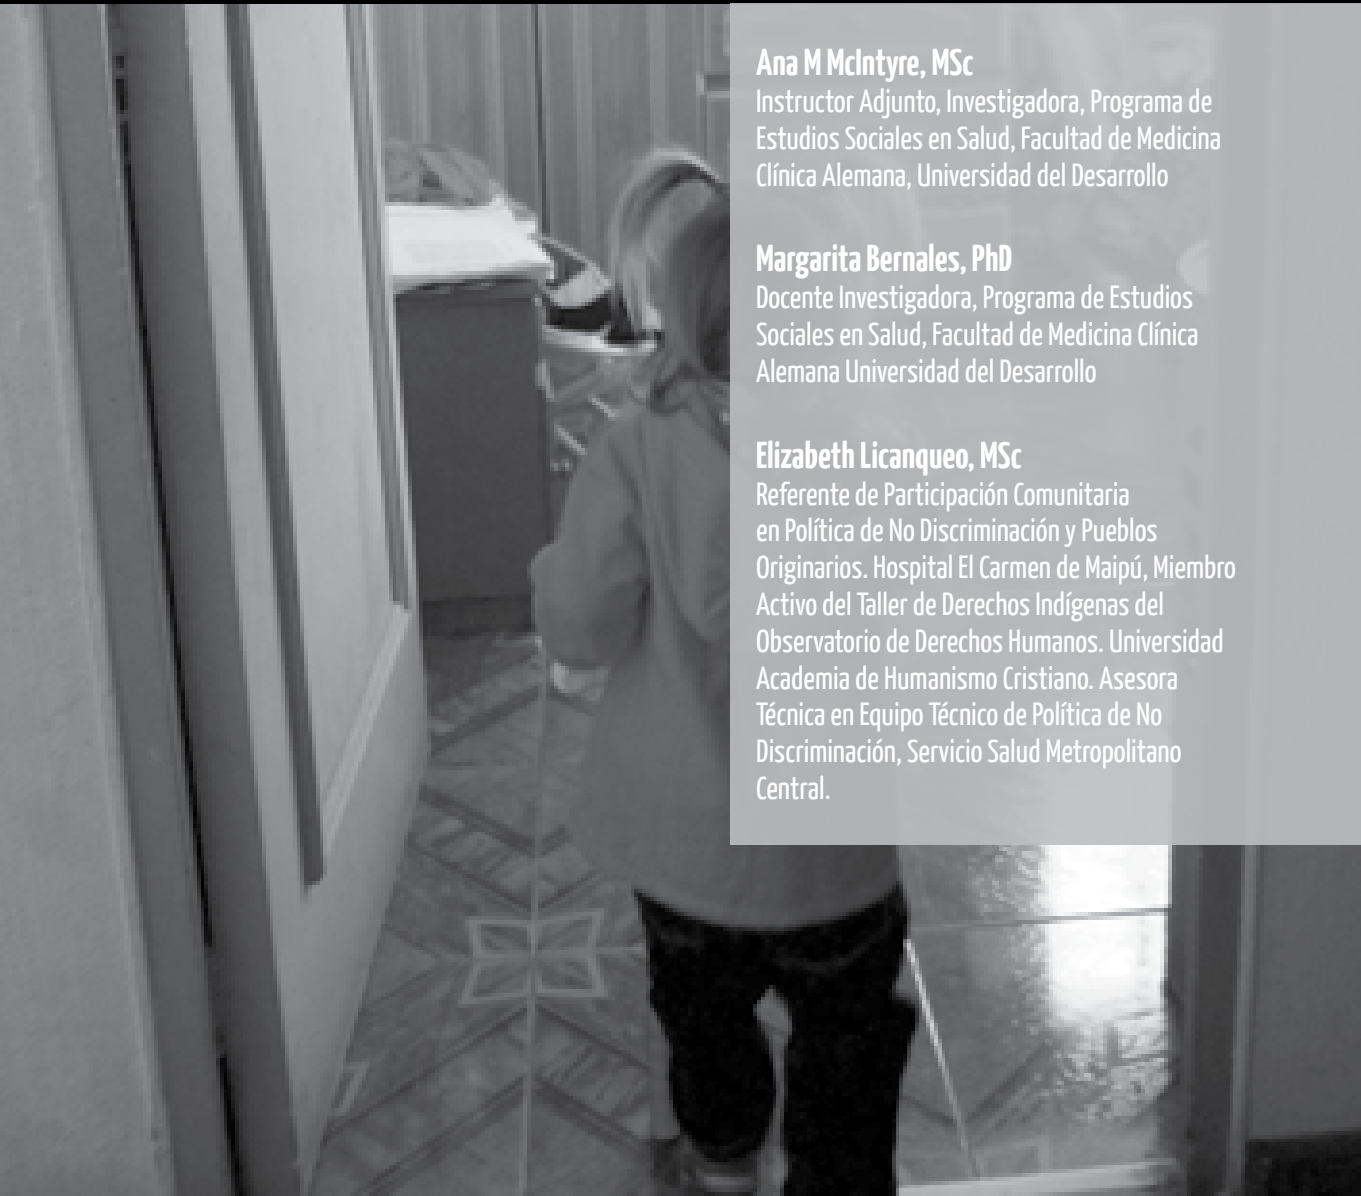 Ana M McIntyre, MSc
Instructor Adjunto, Investigadora, Programa de
Estudios Sociales en Salud, Facultad de Medicina
Clínica Alemana, Universidad del Desarrollo
Margarita Bernales, PhD
Docente Investigadora, Programa de Estudios
Sociales en Salud, Facultad de Medicina Clínica
Alemana Universidad del Desarrollo
Elizabeth Licanqueo, MSc
Referente de Participación Comunitaria
en Política de No Discriminación y Pueblos
Originarios. Hospital El Carmen de Maipú, Miembro
Activo del Taller de Derechos Indígenas del
Observatorio de Derechos Humanos. Universidad
Academia de Humanismo Cristiano. Asesora
Técnica en Equipo Técnico de Política de No
Discriminación, Servicio Salud Metropolitano
Central.